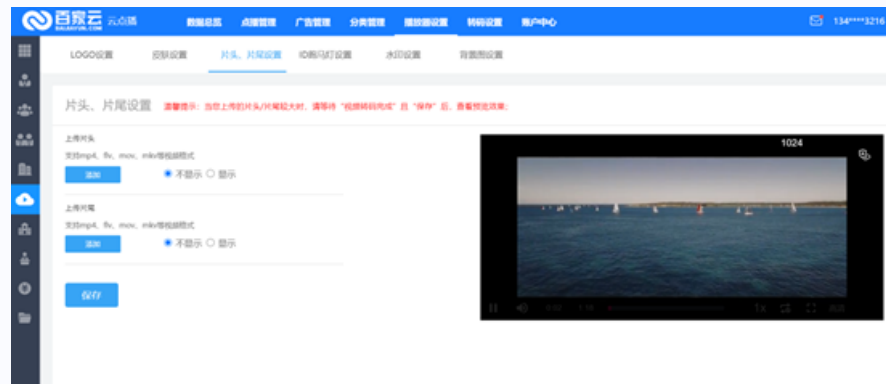 百家云 云点播 数据总览 点播管理 广告管理 分类管理 播放器设置 转码设置 账户中心 134****3216
BAIJIAYUN.COM
LOGO设置 皮肤设置 片头、片尾设置 ID跑马灯设置 水印设置 背景图设置
片头、片尾设置 温馨提示：当您上传的片头/片尾较大时，请等待“视频转码完成”且“保存”后，查看预览效果;
上传片头
支持mp4、flv、mov、mkv等视频格式
添加 不显示 显示
上传片尾
支持mp4、flv、mov、mkv等视频格式
添加 不显示 显示
保存
1024
0:02 1:16 1x